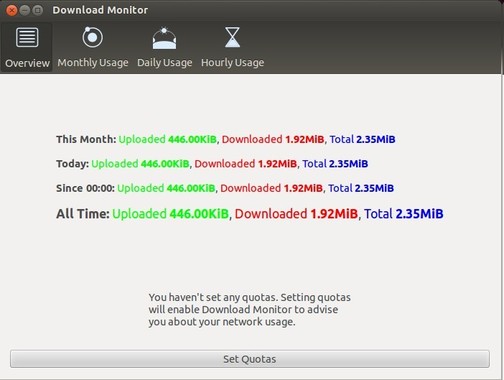 Download Monitor
Overview Monthly Usage Daily Usage Hourly Usage
This Month: Uploaded 446.00KiB, Downloaded 1.92MiB, Total 2.35MiB
Today: Uploaded 446.00KiB, Downloaded 1.92MiB, Total 2.35MiB
Since 00:00: Uploaded 446.00KiB, Downloaded 1.92MiB, Total 2.35MiB
All Time: Uploaded 446.00KiB, Downloaded 1.92MiB, Total 2.35MiB
You haven't set any quotas. Setting quotas
will enable Download Monitor to advise
you about your network usage.
Set Quotas